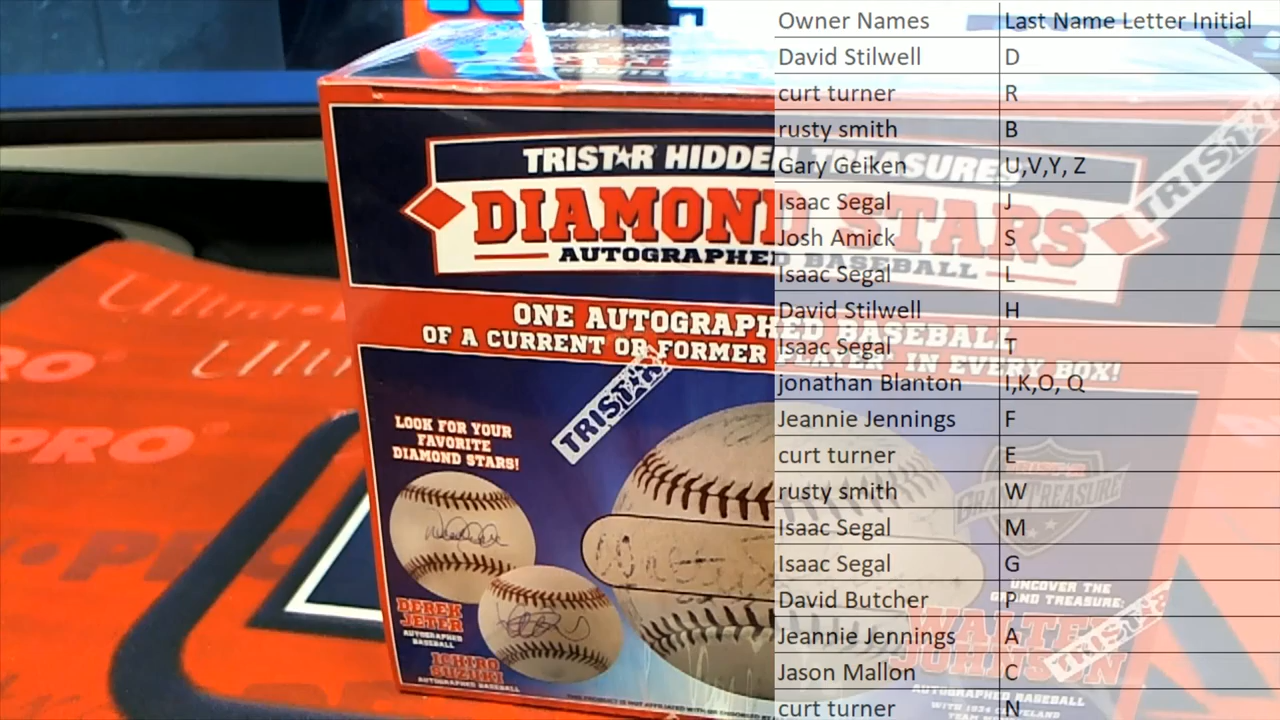 TRISTAR HIDDEN TREASURES
DIAMOND STARS
AUTOGRAPHED BASEBALL
ONE AUTOGRAPHED BASEBALL
OF A CURRENT OR FORMER PLAYER IN EVERY BOX!
TRISTAR
LOOK FOR YOUR
FAVORITE
DIAMOND STARS!
DEREK
JETER
AUTOGRAPHED
BASEBALL
ICHIRO
SUZUKI
AUTOGRAPHED BASEBALL
UNCOVER THE
GRAND TREASURE:
WALTER
JOHNSON
AUTOGRAPHED BASEBALL
TRISTAR
TRISTAR
Ultra
PRO
Owner Names Last Name Letter Initial
David Stilwell D
curt turner R
rusty smith B
Gary Geiken U,V,Y, Z
Isaac Segal J
Josh Amick S
Isaac Segal L
David Stilwell H
Isaac Segal T
jonathan Blanton I,K,O, Q
Jeannie Jennings F
curt turner E
rusty smith W
Isaac Segal M
Isaac Segal G
David Butcher P
Jeannie Jennings A
Jason Mallon C
curt turner N